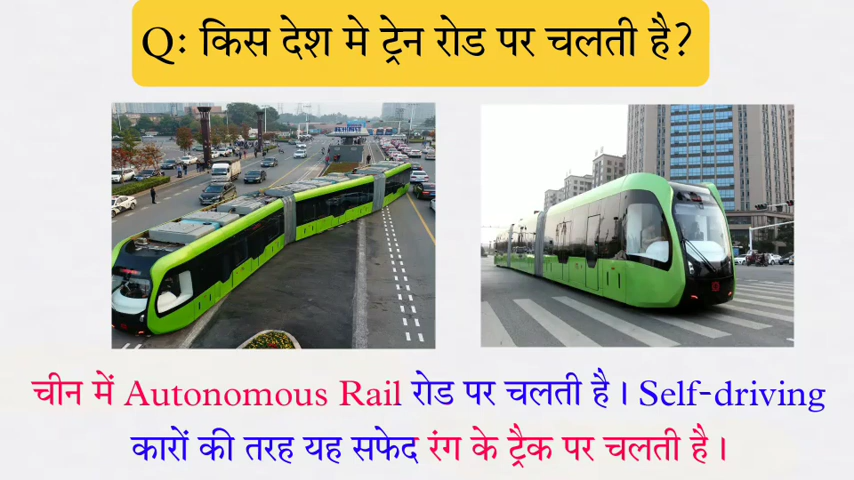 Q: किस देश मे ट्रेन रोड पर चलती है?
चीन में Autonomous Rail रोड पर चलती है। Self-driving
कारों की तरह यह सफेद रंग के ट्रैक पर चलती है।